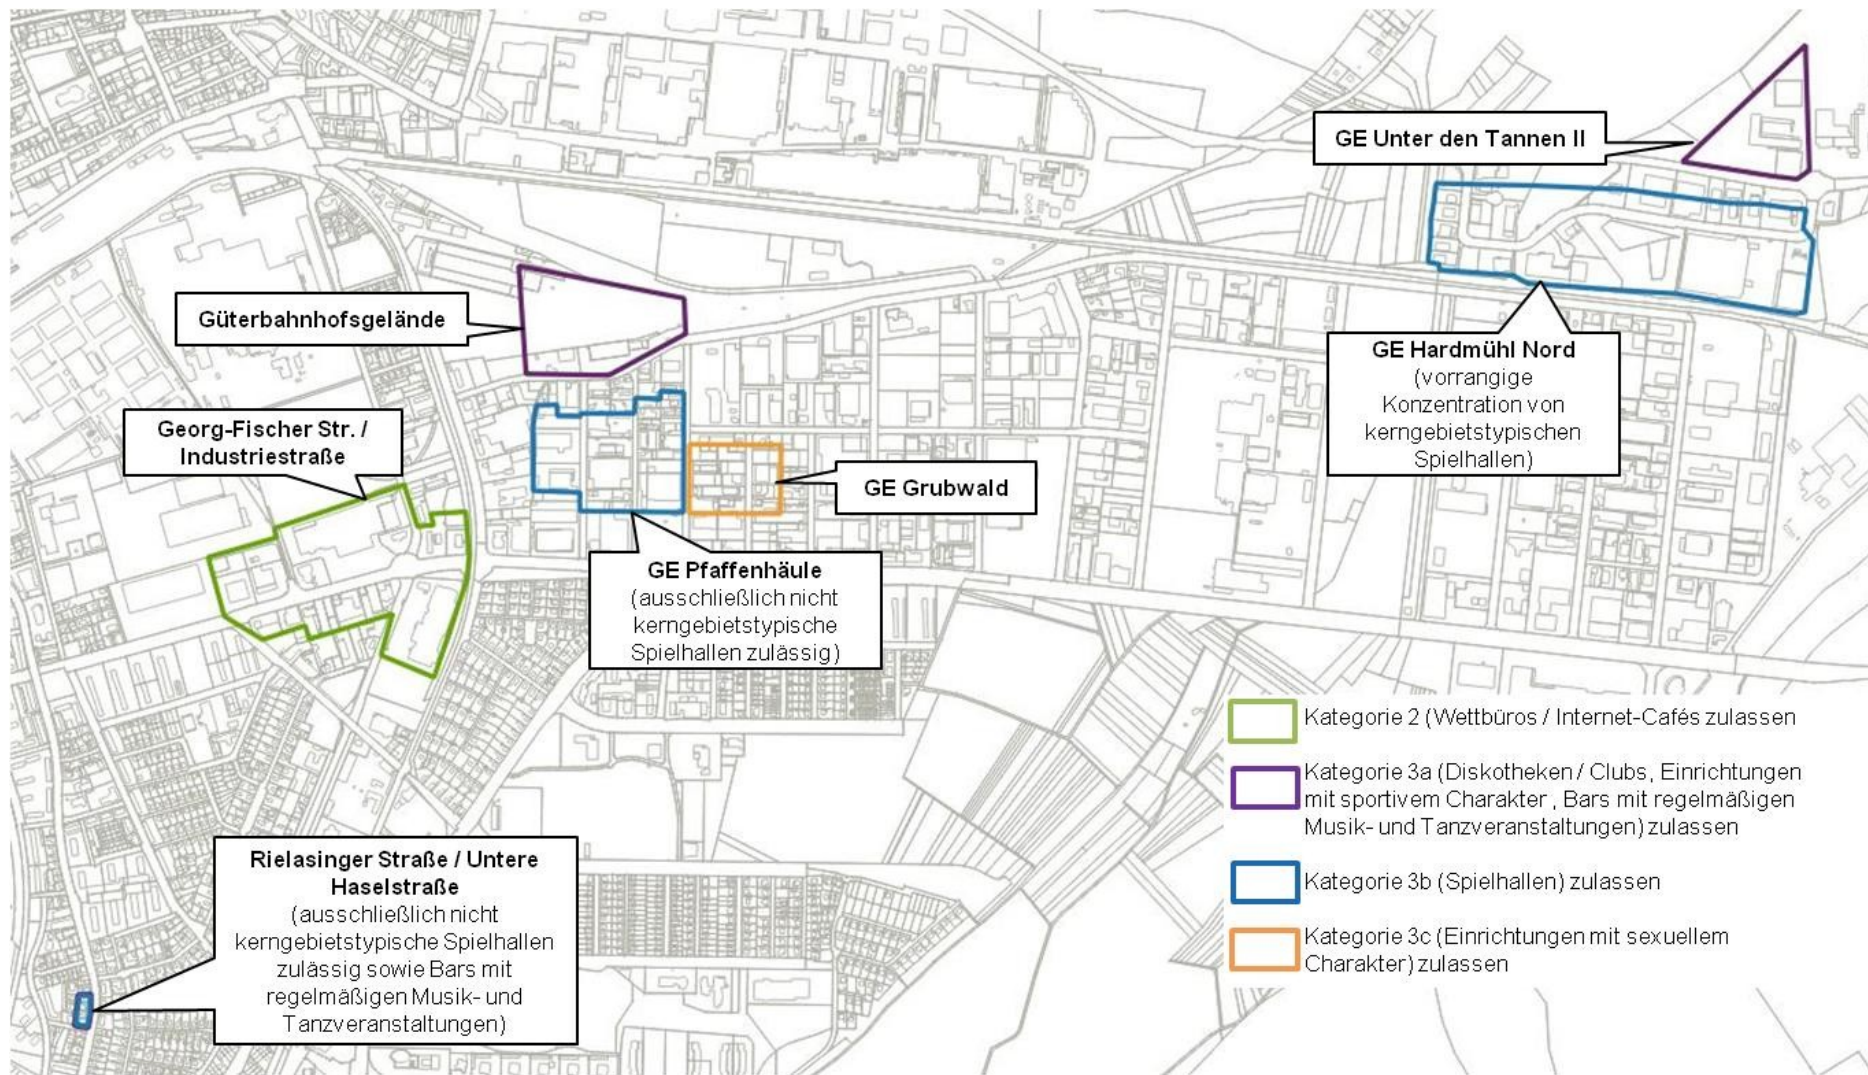 GE Unter den Tannen II
Güterbahnhofsgelände
GE Hardmühl Nord
(vorrangige
Konzentration von
kerngebietstypischen
Spielhallen)
Georg-Fischer Str. /
Industriestraße
GE Grubwald
GE Pfaffenhäule
(ausschließlich nicht
kerngebietstypische
Spielhallen zulässig)
Rielasinger Straße / Untere
Haselstraße
(ausschließlich nicht
kerngebietstypische Spielhallen
zulässig sowie Bars mit
regelmäßigen Musik- und
Tanzveranstaltungen)
Kategorie 2 (Wettbüros / Internet-Cafés zulassen
Kategorie 3a (Diskotheken / Clubs, Einrichtungen
mit sportivem Charakter , Bars mit regelmäßigen
Musik- und Tanzveranstaltungen) zulassen
Kategorie 3b (Spielhallen) zulassen
Kategorie 3c (Einrichtungen mit sexuellem
Charakter) zulassen